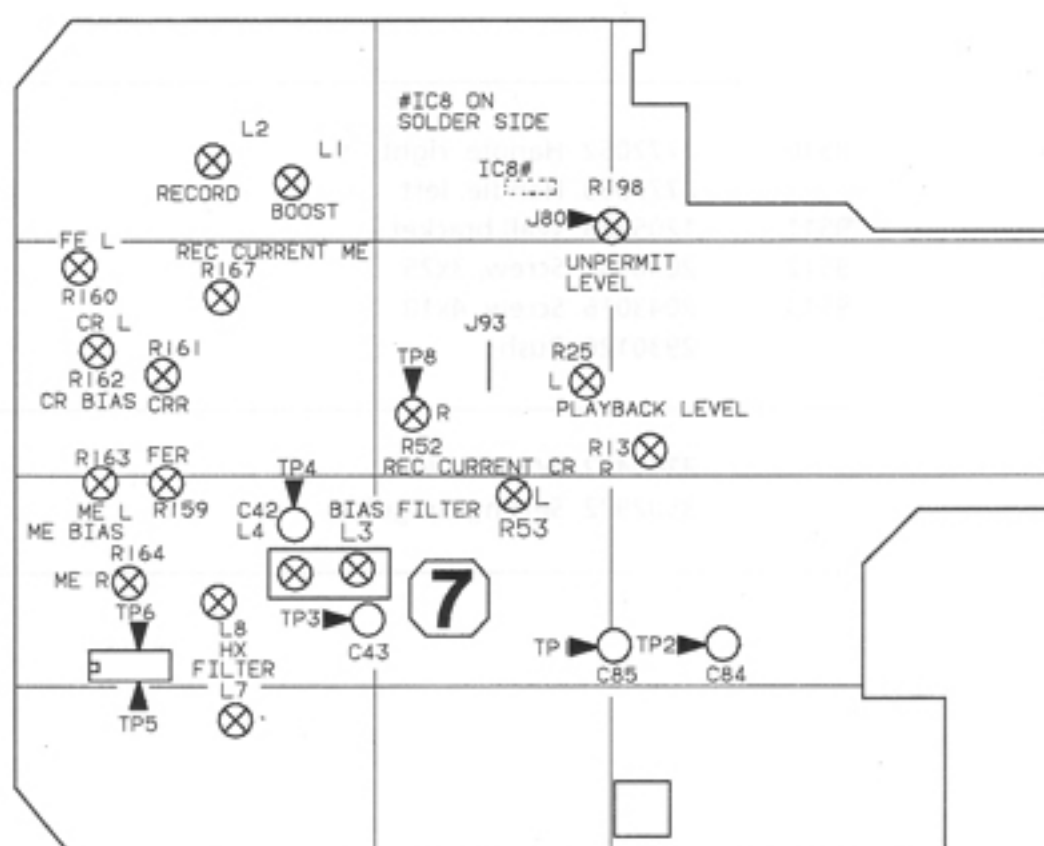 #IC8 ON
SOLDER SIDE
L2
L1
IC8#
R198
RECORD
BOOST
J80
FE L
REC CURRENT ME
UNPERMIT
LEVEL
R167
R160
CR L
J93
R161
TP8
R25
R162
L
CR BIAS
CRR
R
PLAYBACK LEVEL
R52
R13
R163
FER
TP4
REC CURRENT CR
R
L
ME L
R159
C42
BIAS FILTER
ME BIAS
L4
L3
R53
R164
ME R
TP6
7
TP3
L8
HX
FILTER
C43
TP1
TP2
C85
C84
L7
TP5